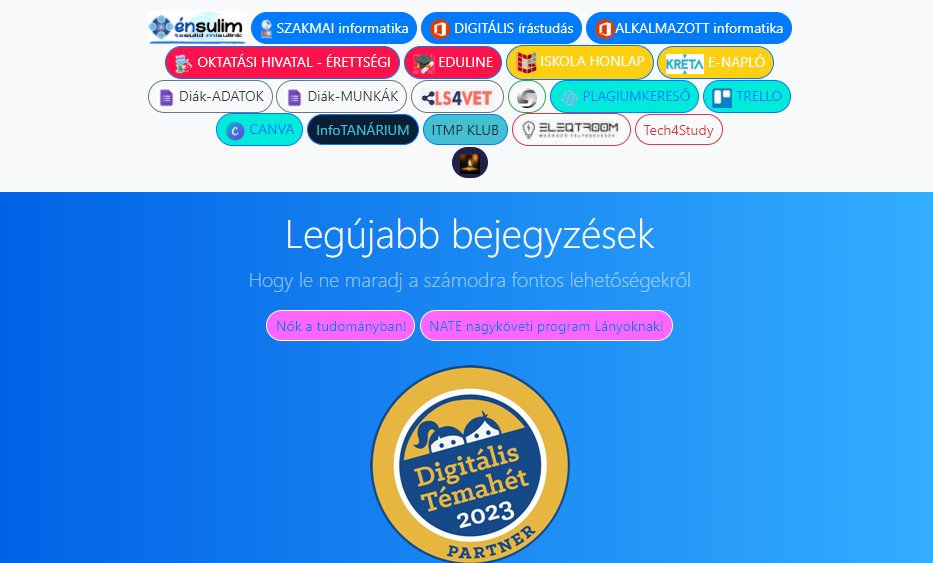 énsulim SZAKMAI informatika DIGITÁLIS írástudás ALKALMAZOTT informatika
OKTATÁSI HIVATAL - ÉRETTSÉGI EDULINE ISKOLA HONLAP KRÉTA E-NAPLÓ
Diák-ADATOK Diák-MUNKÁK LS4VET PLAGIUMKERESŐ TRELLO
CANVA InfoTANÁRIUM ITMP KLUB ELEQTROOM Tech4Study
Legújabb bejegyzések
Hogy le ne maradj a számodra fontos lehetőségekről
Nők a tudományban! NATE nagyköveti program Lányoknak!
Digitális
Témahét
2023
PARTNER